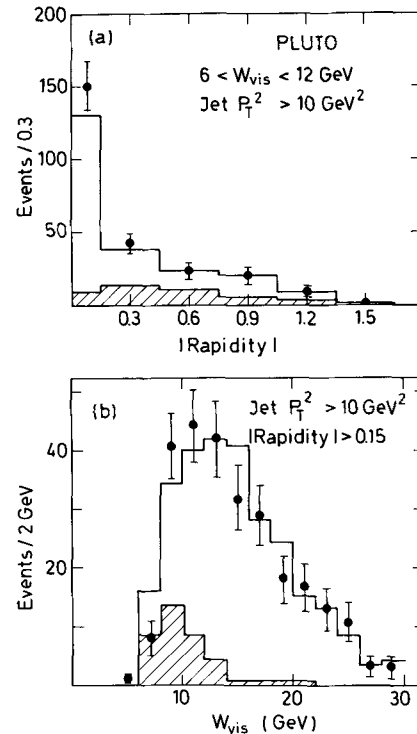 200
(a)
PLUTO
6 < Wvis < 12 GeV
Jet P_T^2 > 10 GeV^2
150
Events / 0.3
100
50
0.3 0.6 0.9 1.2 1.5
|Rapidity|
(b)
Jet P_T^2 > 10 GeV^2
|Rapidity| > 0.15
40
Events / 2 GeV
20
10 20 30
Wvis (GeV)